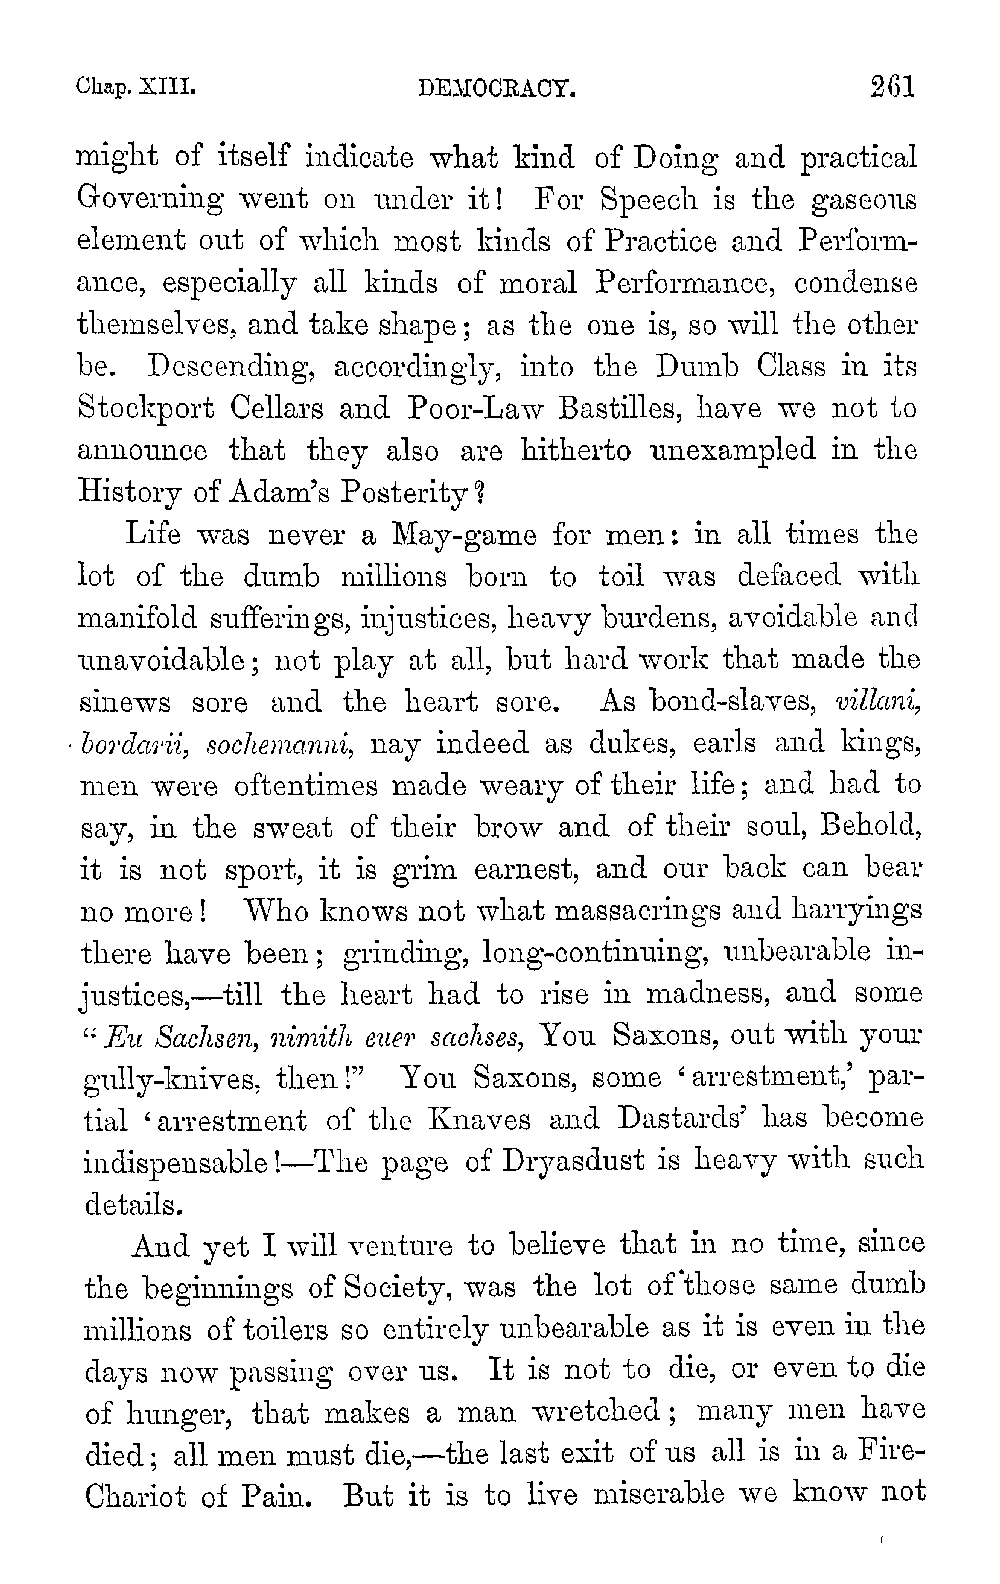 Chap. XIII. DEMOCRACY. 261
might of itself indicate what kind of Doing and practical
Governing went on under it! For Speech is the gaseous
element out of which most kinds of Practice and Perform-
ance, especially all kinds of moral Performance, condense
themselves, and take shape; as the one is, so will the other
be. Descending, accordingly, into the Dumb Class in its
Stockport Cellars and Poor-Law Bastilles, have we not to
announce that they also are hitherto unexampled in the
History of Adam's Posterity?
Life was never a May-game for men: in all times the
lot of the dumb millions born to toil was defaced with
manifold sufferings, injustices, heavy burdens, avoidable and
unavoidable; not play at all, but hard work that made the
sinews sore and the heart sore. As bond-slaves, villani,
bordarii, sochemanni, nay indeed as dukes, earls and kings,
men were oftentimes made weary of their life; and had to
say, in the sweat of their brow and of their soul, Behold,
it is not sport, it is grim earnest, and our back can bear
no more! Who knows not what massacrings and harryings
there have been; grinding, long-continuing, unbearable in-
justices,—till the heart had to rise in madness, and some
“Eu Sachsen, nimith euer sachses, You Saxons, out with your
gully-knives, then!” You Saxons, some ‘arrestment,’ par-
tial ‘arrestment of the Knaves and Dastards’ has become
indispensable!—The page of Dryasdust is heavy with such
details.
And yet I will venture to believe that in no time, since
the beginnings of Society, was the lot of those same dumb
millions of toilers so entirely unbearable as it is even in the
days now passing over us. It is not to die, or even to die
of hunger, that makes a man wretched; many men have
died; all men must die,—the last exit of us all is in a Fire-
Chariot of Pain. But it is to live miserable we know not